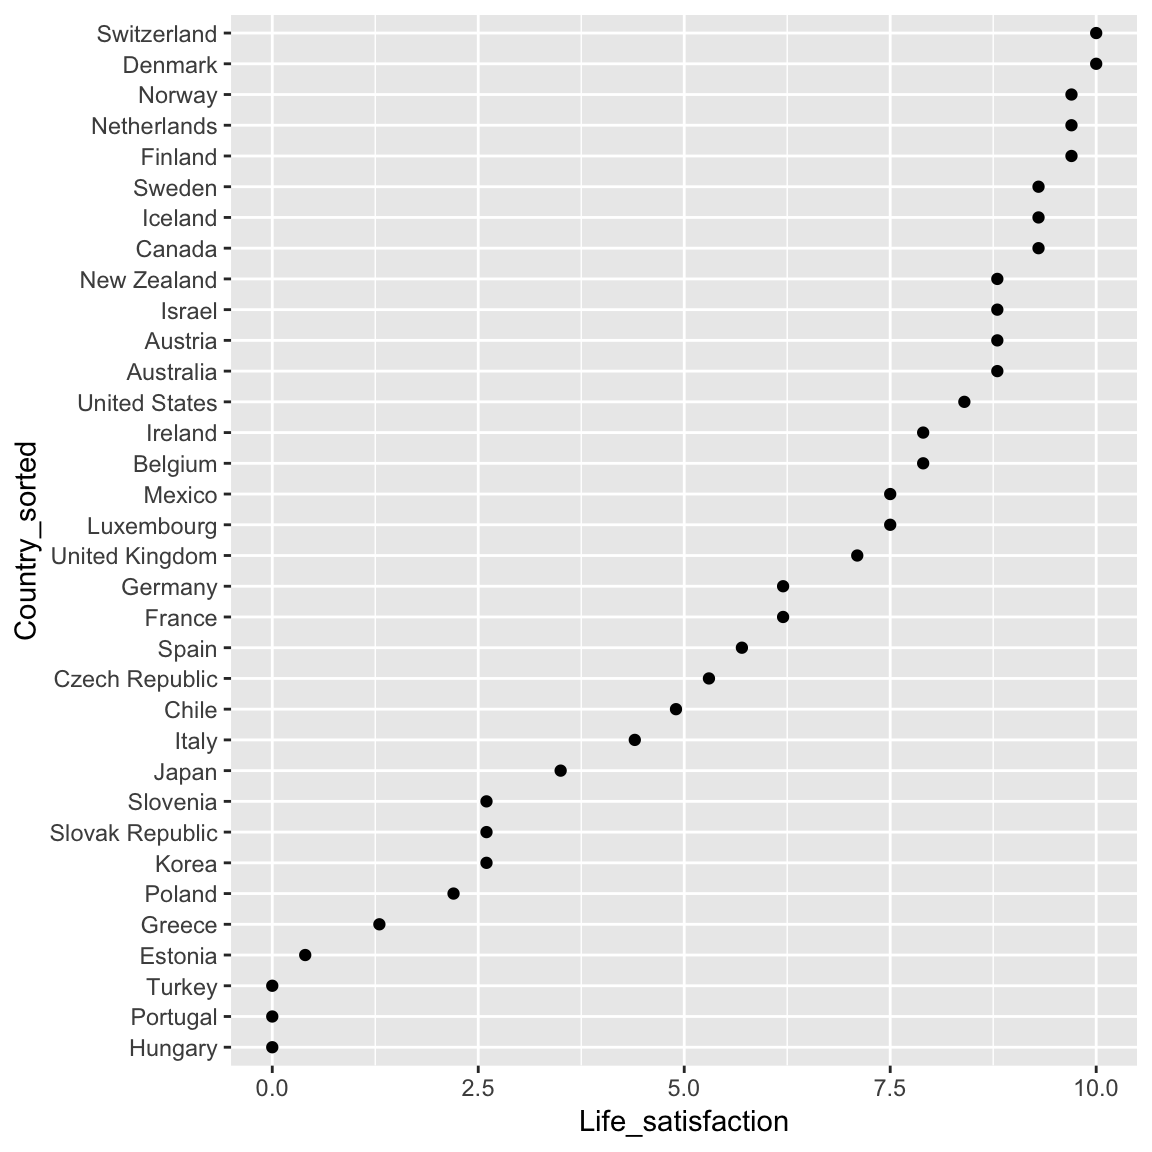 Switzerland
Denmark
Norway
Netherlands
Finland
Sweden
Iceland
Canada
New Zealand
Israel
Austria
Australia
United States
Ireland
Belgium
Mexico
Luxembourg
United Kingdom
Germany
France
Spain
Czech Republic
Chile
Italy
Japan
Slovenia
Slovak Republic
Korea
Poland
Greece
Estonia
Turkey
Portugal
Hungary
Country_sorted
0.0 2.5 5.0 7.5 10.0
Life_satisfaction